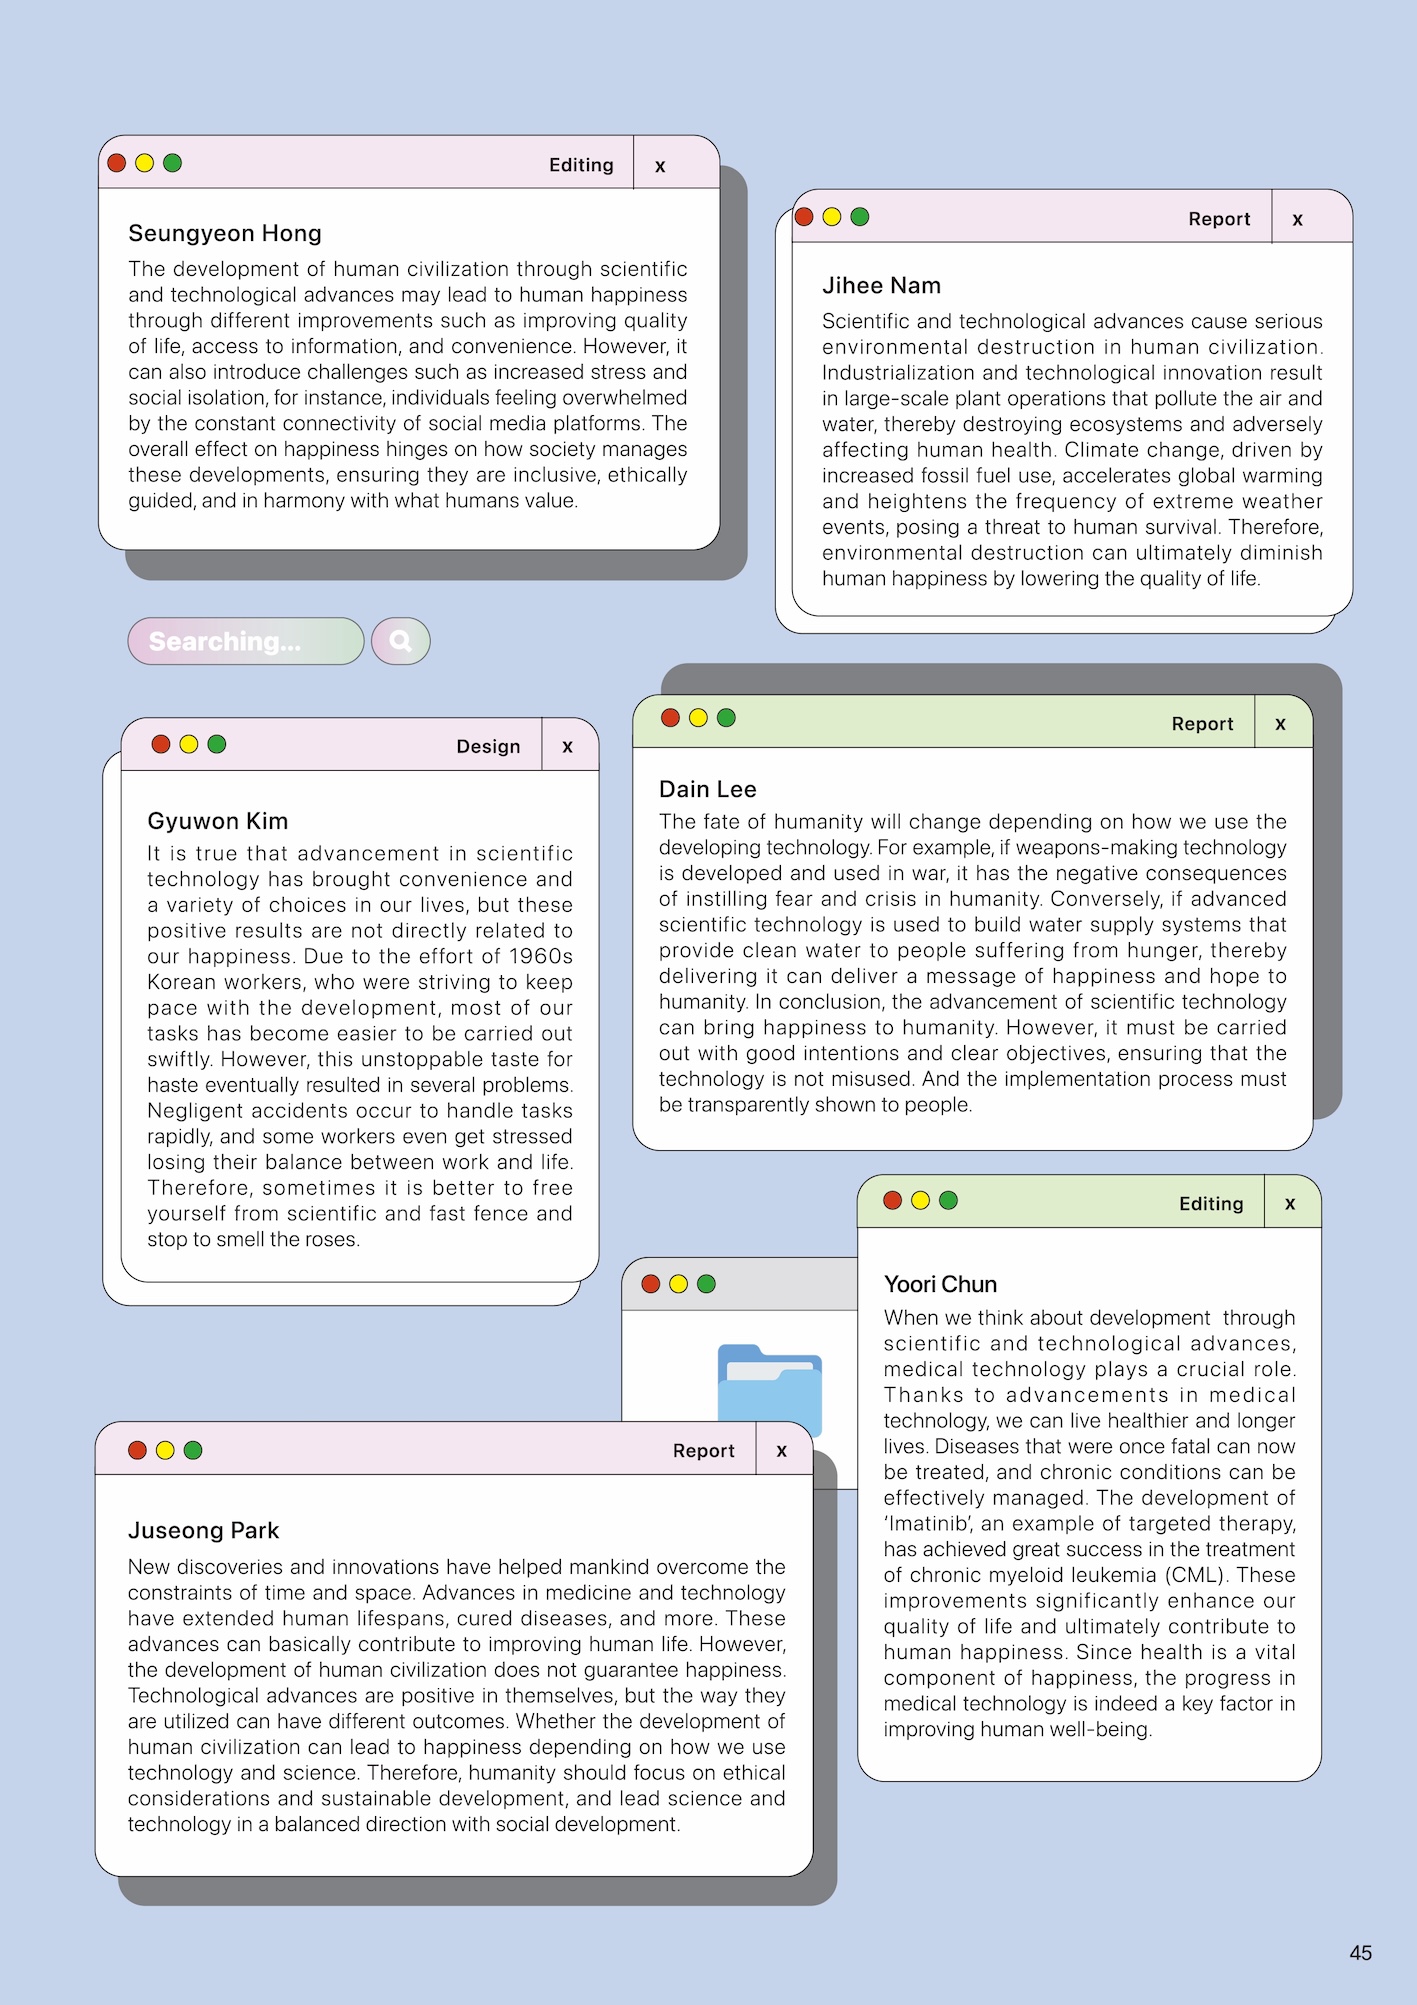 Editing x
Seungyeon Hong
The development of human civilization through scientific
and technological advances may lead to human happiness
through different improvements such as improving quality
of life, access to information, and convenience. However, it
can also introduce challenges such as increased stress and
social isolation, for instance, individuals feeling overwhelmed
by the constant connectivity of social media platforms. The
overall effect on happiness hinges on how society manages
these developments, ensuring they are inclusive, ethically
guided, and in harmony with what humans value.
Report x
Jihee Nam
Scientific and technological advances cause serious
environmental destruction in human civilization.
Industrialization and technological innovation result
in large-scale plant operations that pollute the air and
water, thereby destroying ecosystems and adversely
affecting human health. Climate change, driven by
increased fossil fuel use, accelerates global warming
and heightens the frequency of extreme weather
events, posing a threat to human survival. Therefore,
environmental destruction can ultimately diminish
human happiness by lowering the quality of life.
Searching...
Design x
Gyuwon Kim
It is true that advancement in scientific
technology has brought convenience and
a variety of choices in our lives, but these
positive results are not directly related to
our happiness. Due to the effort of 1960s
Korean workers, who were striving to keep
pace with the development, most of our
tasks has become easier to be carried out
swiftly. However, this unstoppable taste for
haste eventually resulted in several problems.
Negligent accidents occur to handle tasks
rapidly, and some workers even get stressed
losing their balance between work and life.
Therefore, sometimes it is better to free
yourself from scientific and fast fence and
stop to smell the roses.
Report x
Dain Lee
The fate of humanity will change depending on how we use the
developing technology. For example, if weapons-making technology
is developed and used in war, it has the negative consequences
of instilling fear and crisis in humanity. Conversely, if advanced
scientific technology is used to build water supply systems that
provide clean water to people suffering from hunger, thereby
delivering it can deliver a message of happiness and hope to
humanity. In conclusion, the advancement of scientific technology
can bring happiness to humanity. However, it must be carried
out with good intentions and clear objectives, ensuring that the
technology is not misused. And the implementation process must
be transparently shown to people.
Editing x
Yoori Chun
When we think about development through
scientific and technological advances,
medical technology plays a crucial role.
Thanks to advancements in medical
technology, we can live healthier and longer
lives. Diseases that were once fatal can now
be treated, and chronic conditions can be
effectively managed. The development of
‘Imatinib’, an example of targeted therapy,
has achieved great success in the treatment
of chronic myeloid leukemia (CML). These
improvements significantly enhance our
quality of life and ultimately contribute to
human happiness. Since health is a vital
component of happiness, the progress in
medical technology is indeed a key factor in
improving human well-being.
Report x
Juseong Park
New discoveries and innovations have helped mankind overcome the
constraints of time and space. Advances in medicine and technology
have extended human lifespans, cured diseases, and more. These
advances can basically contribute to improving human life. However,
the development of human civilization does not guarantee happiness.
Technological advances are positive in themselves, but the way they
are utilized can have different outcomes. Whether the development of
human civilization can lead to happiness depending on how we use
technology and science. Therefore, humanity should focus on ethical
considerations and sustainable development, and lead science and
technology in a balanced direction with social development.
45